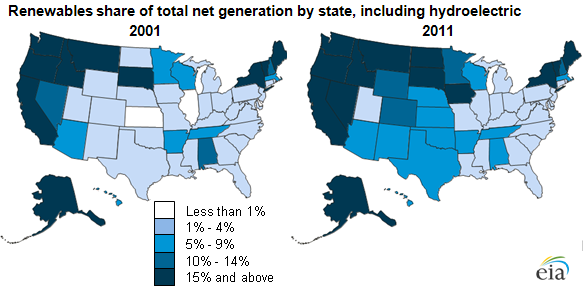 Renewables share of total net generation by state, including hydroelectric
2001
2011
Less than 1%
1% - 4%
5% - 9%
10% - 14%
15% and above
eia